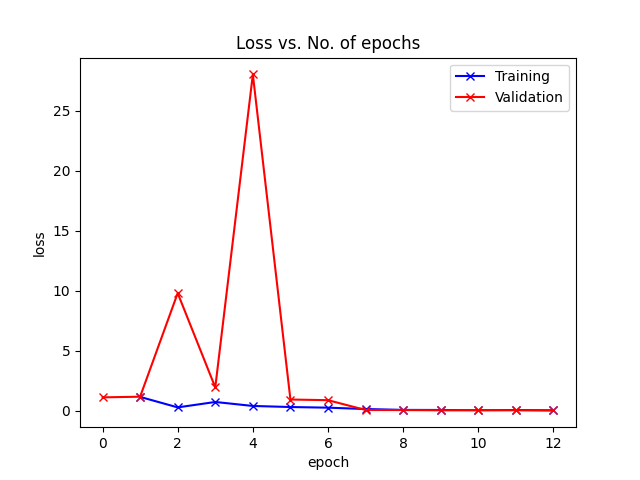 Loss vs. No. of epochs
Training
Validation
25
20
15
10
5
0
loss
0 2 4 6 8 10 12
epoch